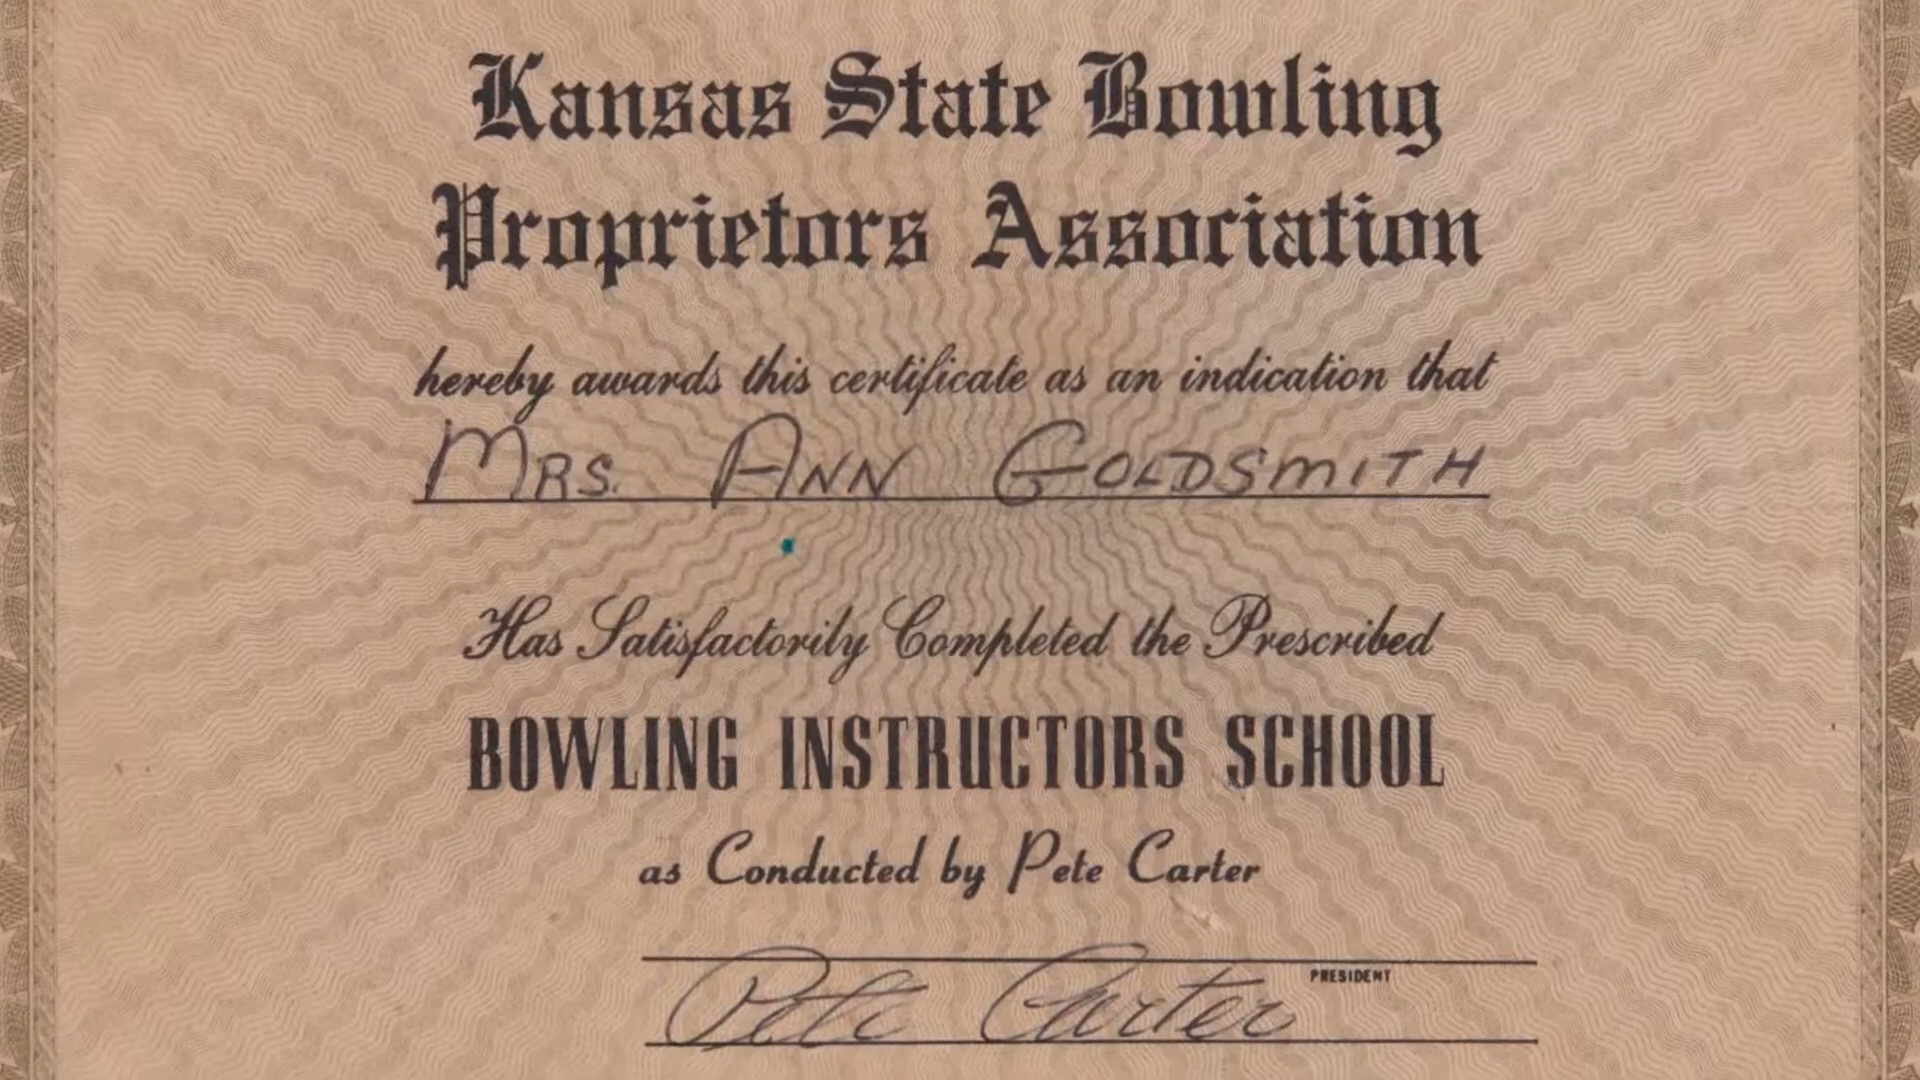 Kansas State Bowling
Proprietors Association
hereby awards this certificate as an indication that
MRS. ANN GOLDSMITH
Has Satisfactorily Completed the Prescribed
BOWLING INSTRUCTORS SCHOOL
as Conducted by Pete Carter
PRESIDENT
Pete Carter